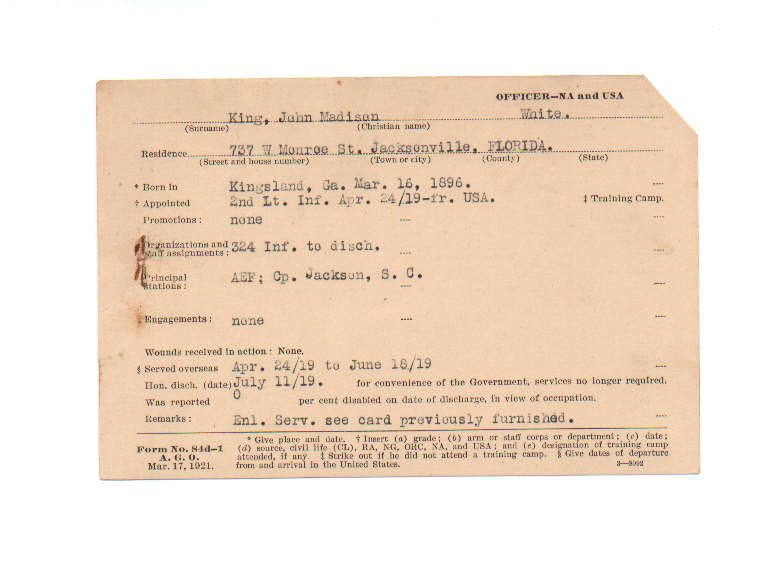 OFFICER—NA and USA
King, John Madison White.
(Surname) (Christian name)
Residence 737 W Monroe St. Jacksonville, FLORIDA.
(Street and house number) (Town or city) (County) (State)
* Born in Kingsland, Ga. Mar. 16, 1896.
† Appointed 2nd Lt. Inf. Apr. 24/19-fr. USA. ‡ Training Camp.
Promotions: none
Organizations and
staff assignments: 324 Inf. to disch.
Principal
stations: AEF; Cp. Jackson, S. C.
Engagements: none
Wounds received in action: None.
§ Served overseas Apr. 24/19 to June 18/19
Hon. disch. (date) July 11/19. for convenience of the Government, services no longer required.
Was reported 0 per cent disabled on date of discharge, in view of occupation.
Remarks: Enl. Serv. see card previously furnished.
Form No. 84d-1
A. G. O.
Mar. 17, 1921.
* Give place and date. † Insert (a) grade; (b) arm or staff corps or department; (c) date;
(d) source, civil life (CL), RA, NG, ORC, NA, and USA; and (e) designation of training camp
attended, if any. ‡ Strike out if he did not attend a training camp. § Give dates of departure
from and arrival in the United States. 3—8092